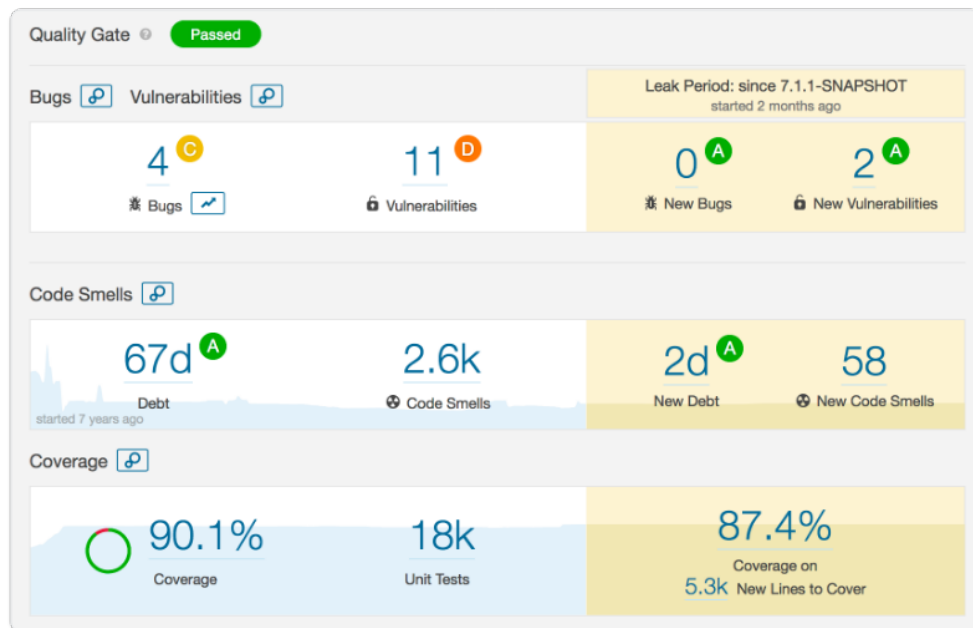 Quality Gate ? Passed
Bugs Vulnerabilities
Leak Period: since 7.1.1-SNAPSHOT
started 2 months ago
4 C 11 D 0 A 2 A
Bugs Vulnerabilities New Bugs New Vulnerabilities
Code Smells
67d A 2.6k 2d A 58
Debt Code Smells New Debt New Code Smells
started 7 years ago
Coverage
90.1% 18k 87.4%
Coverage Unit Tests Coverage on
5.3k New Lines to Cover